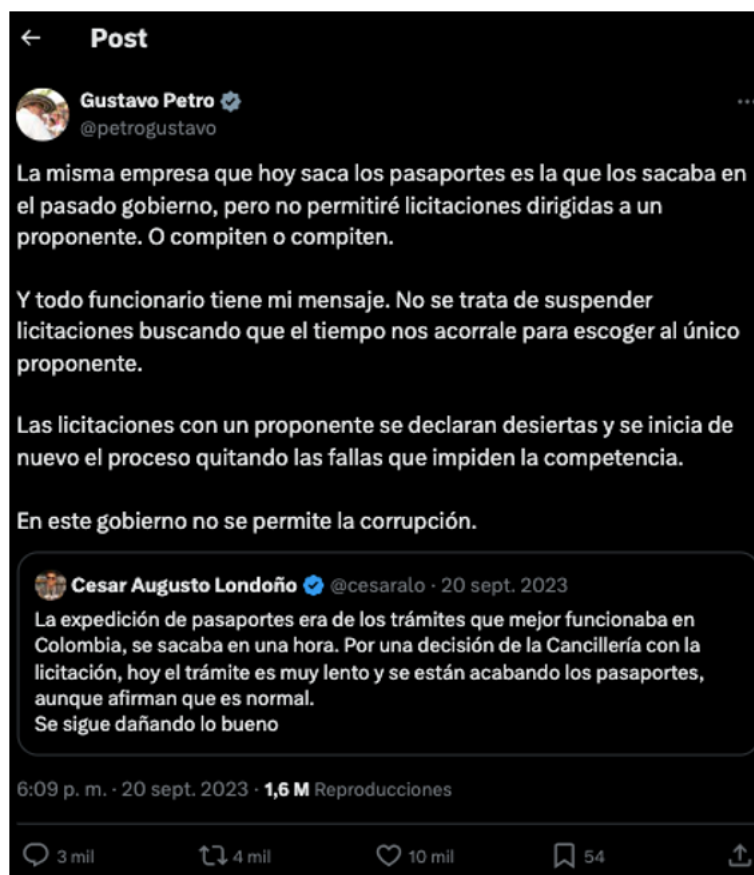 Post
Gustavo Petro
@petrogustavo
La misma empresa que hoy saca los pasaportes es la que los sacaba en
el pasado gobierno, pero no permitiré licitaciones dirigidas a un
proponente. O compiten o compiten.
Y todo funcionario tiene mi mensaje. No se trata de suspender
licitaciones buscando que el tiempo nos acorrale para escoger al único
proponente.
Las licitaciones con un proponente se declaran desiertas y se inicia de
nuevo el proceso quitando las fallas que impiden la competencia.
En este gobierno no se permite la corrupción.
Cesar Augusto Londoño @cesaralo · 20 sept. 2023
La expedición de pasaportes era de los trámites que mejor funcionaba en
Colombia, se sacaba en una hora. Por una decisión de la Cancillería con la
licitación, hoy el trámite es muy lento y se están acabando los pasaportes,
aunque afirman que es normal.
Se sigue dañando lo bueno
6:09 p. m. · 20 sept. 2023 · 1,6 M Reproducciones
3 mil 4 mil 10 mil 54